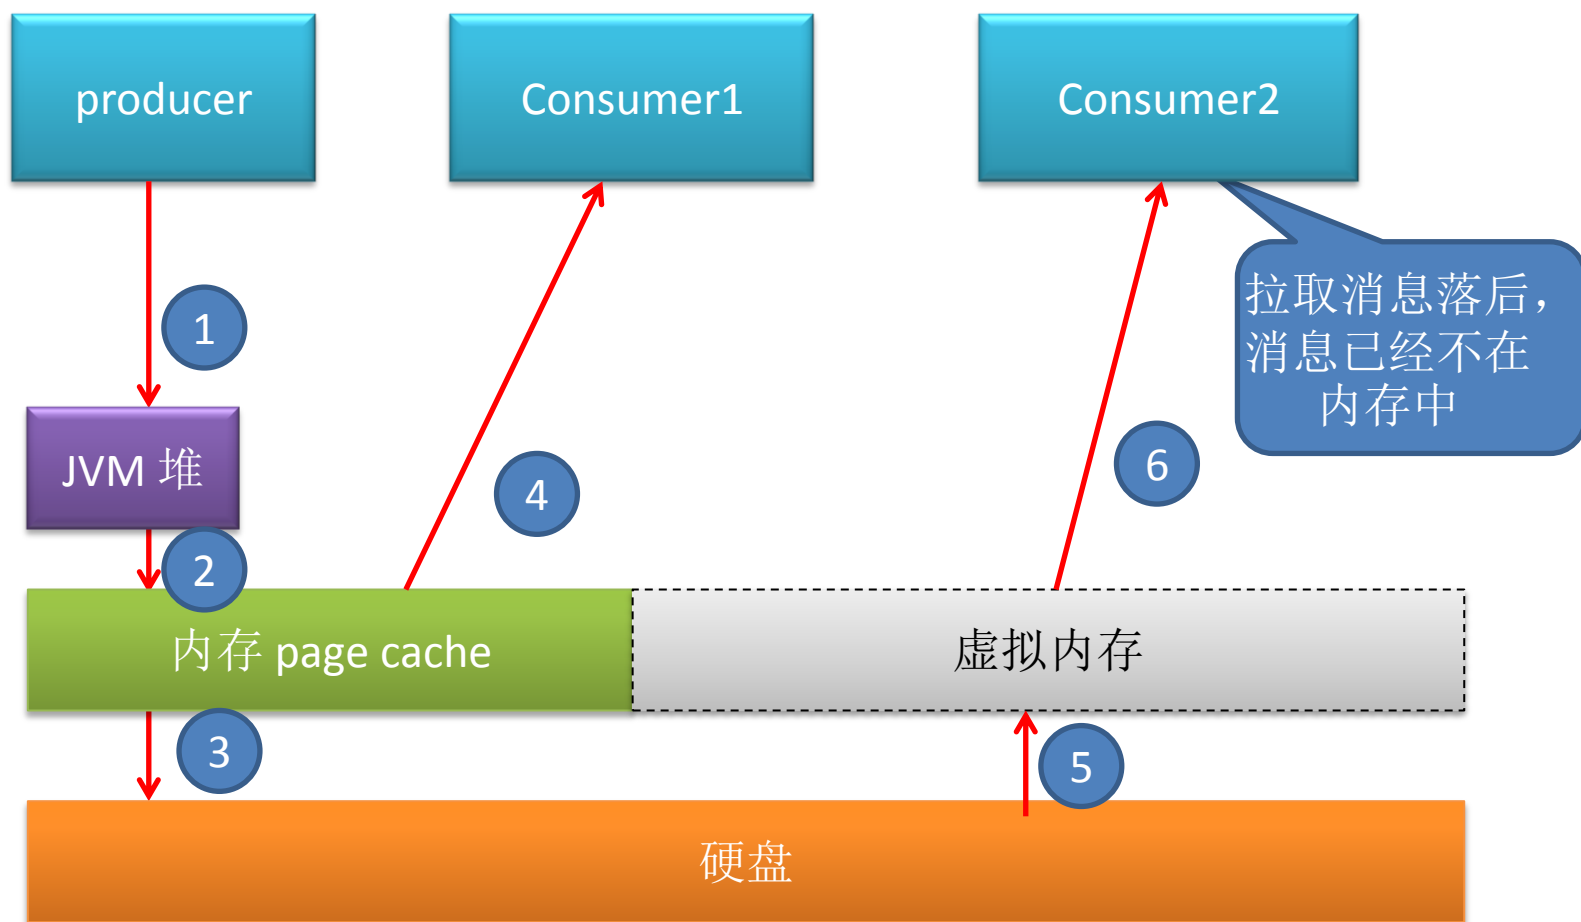 producer
Consumer1
Consumer2
拉取消息落后，
消息已经不在
内存中
1
JVM 堆
4
6
2
内存 page cache
虚拟内存
3
5
硬盘